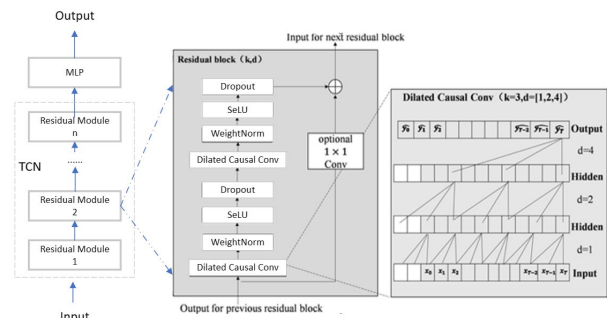 Output
MLP
Residual Module
n
......
TCN
Residual Module
2
Residual Module
1
Input
Input for next residual block
Residual block (k,d)
Dropout
SeLU
WeightNorm
Dilated Causal Conv
Dropout
SeLU
WeightNorm
Dilated Causal Conv
optional
1 × 1
Conv
Output for previous residual block
Dilated Causal Conv (k=3,d=[1,2,4])
ŷ₀ ŷ₁ ŷ₂ ŷT−2 ŷT−1 ŷT Output
d=4
Hidden
d=2
Hidden
d=1
x₀ x₁ x₂ xT−2 xT−1 xT Input